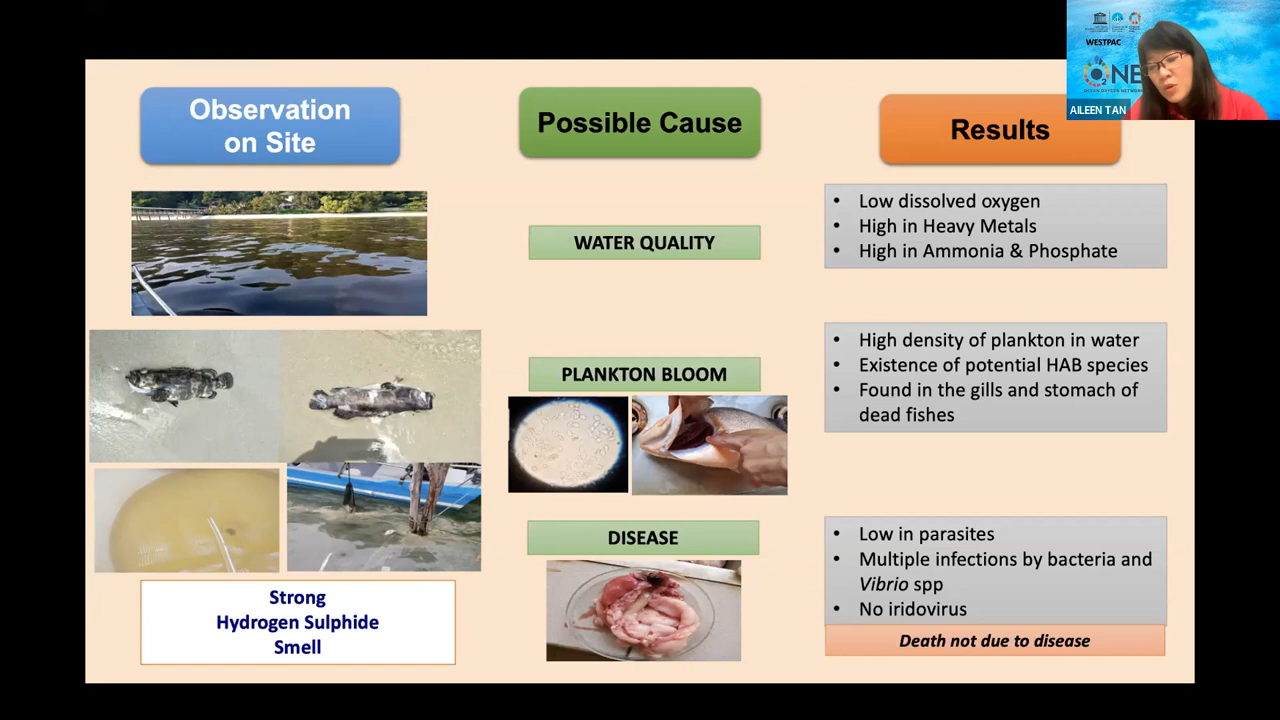 Observation
on Site
Possible Cause
Results
WESTPAC
ONE
AILEEN TAN
WATER QUALITY
• Low dissolved oxygen
• High in Heavy Metals
• High in Ammonia & Phosphate
PLANKTON BLOOM
• High density of plankton in water
• Existence of potential HAB species
• Found in the gills and stomach of
dead fishes
DISEASE
• Low in parasites
• Multiple infections by bacteria and
Vibrio spp
• No iridovirus
Death not due to disease
Strong
Hydrogen Sulphide
Smell